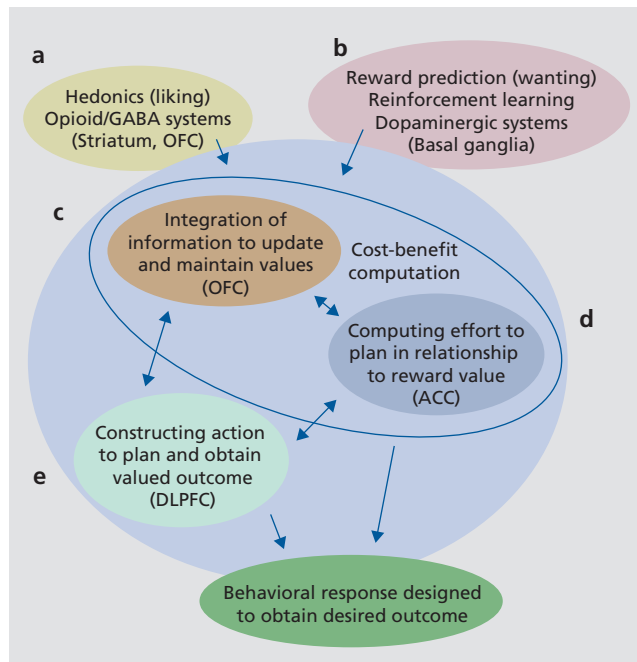 a
Hedonics (liking)
Opioid/GABA systems
(Striatum, OFC)
b
Reward prediction (wanting)
Reinforcement learning
Dopaminergic systems
(Basal ganglia)
c
Integration of
information to update
and maintain values
(OFC)
Cost-benefit
computation
d
Computing effort to
plan in relationship
to reward value
(ACC)
e
Constructing action
to plan and obtain
valued outcome
(DLPFC)
Behavioral response designed
to obtain desired outcome